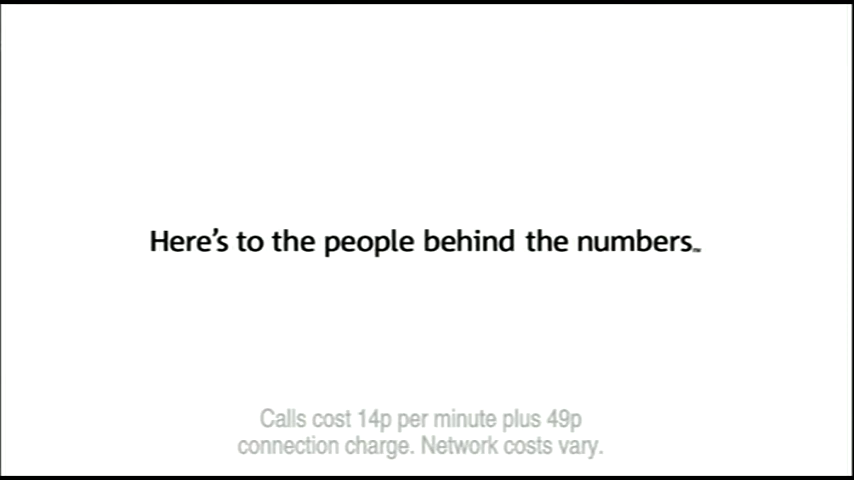 Here's to the people behind the numbers.™
Calls cost 14p per minute plus 49p
connection charge. Network costs vary.